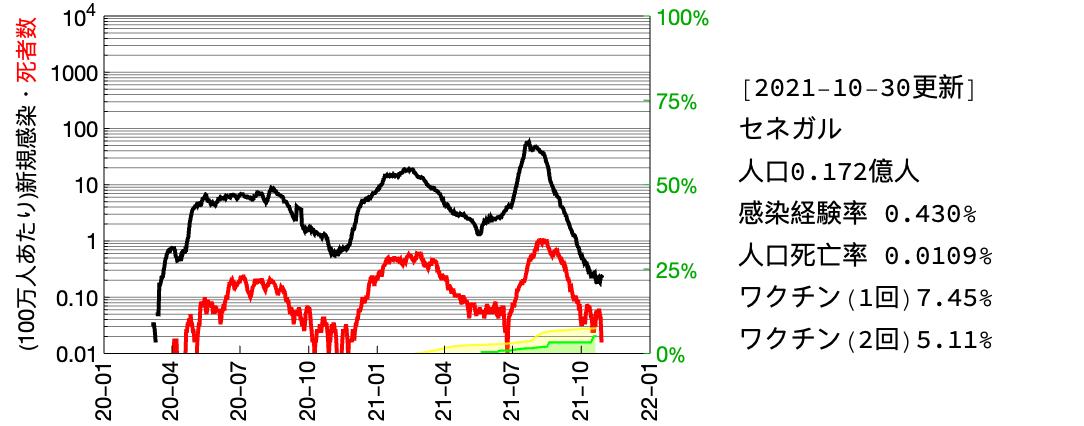 (100万人あたり)新規感染・死者数
10^4
1000
100
10
1
0.10
0.01
100%
75%
50%
25%
0%
20-01
20-04
20-07
20-10
21-01
21-04
21-07
21-10
22-01
[2021-10-30更新]
セネガル
人口0.172億人
感染経験率 0.430%
人口死亡率 0.0109%
ワクチン(1回)7.45%
ワクチン(2回)5.11%